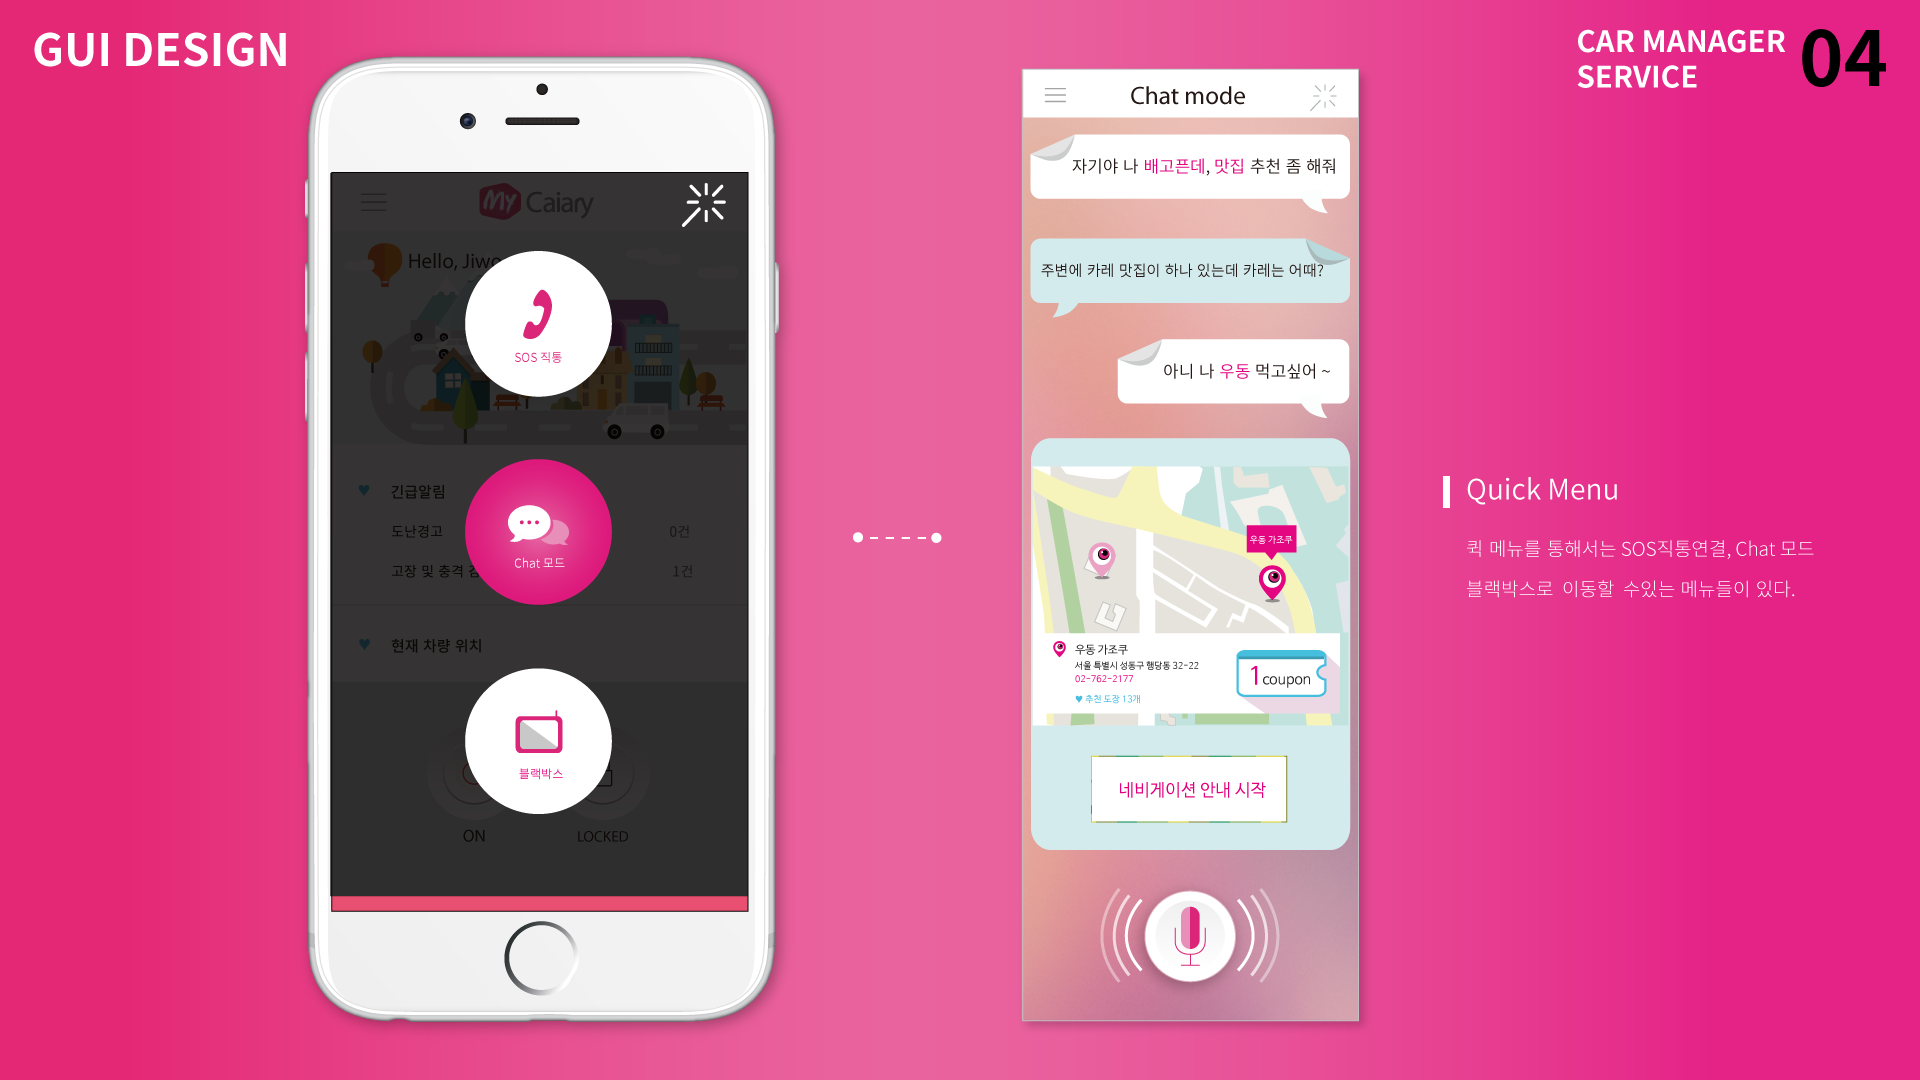 GUI DESIGN
CAR MANAGER
SERVICE
04
My Caiary
Hello, Jiwo
SOS 직통
긴급알림
도난경고
0건
고장 및 충격 감
1건
Chat 모드
현재 차량 위치
블랙박스
ON
LOCKED
Chat mode
자기야 나 배고픈데, 맛집 추천 좀 해줘
주변에 카레 맛집이 하나 있는데 카레는 어때?
아니 나 우동 먹고싶어 ~
우동 가조쿠
우동 가조쿠
서울 특별시 성동구 행당동 32-22
02-762-2177
♥ 추천 도장 13개
1 coupon
네비게이션 안내 시작
Quick Menu
퀵 메뉴를 통해서는 SOS직통연결, Chat 모드
블랙박스로 이동할 수있는 메뉴들이 있다.